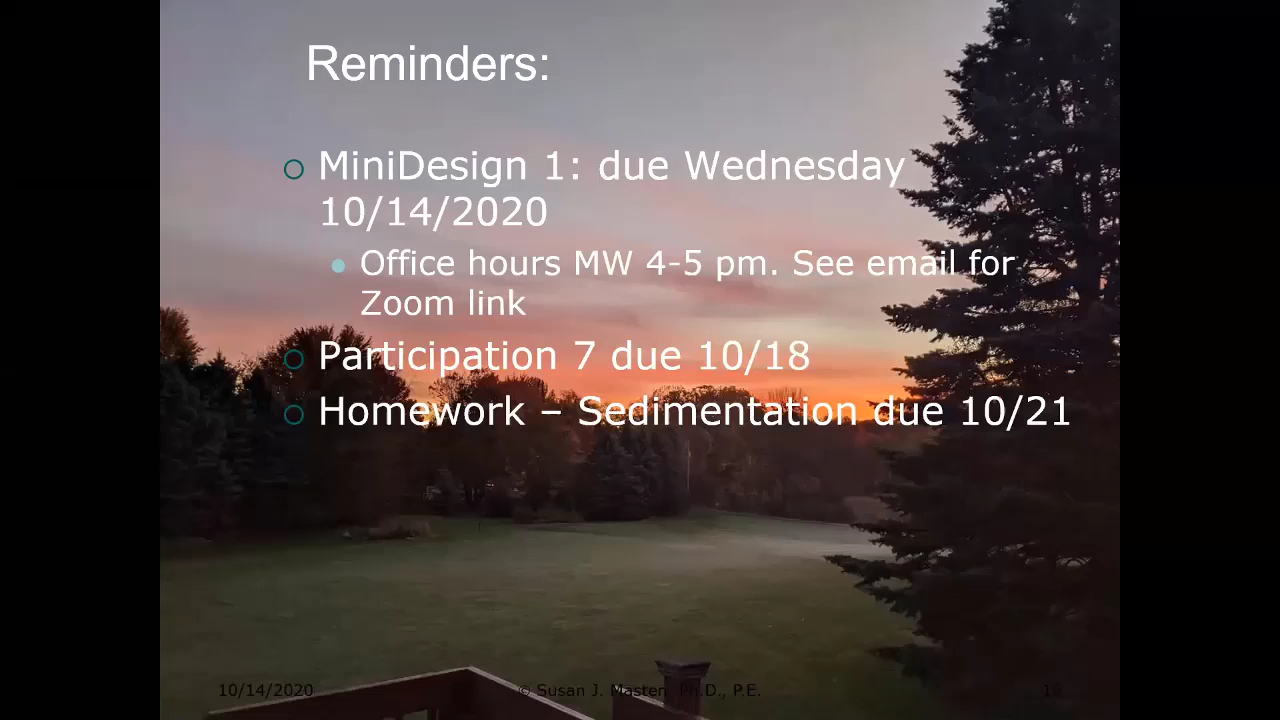 Reminders:
MiniDesign 1: due Wednesday
10/14/2020
Office hours MW 4-5 pm. See email for
Zoom link
Participation 7 due 10/18
Homework – Sedimentation due 10/21
10/14/2020
© Susan J. Masten, Ph.D., P.E.